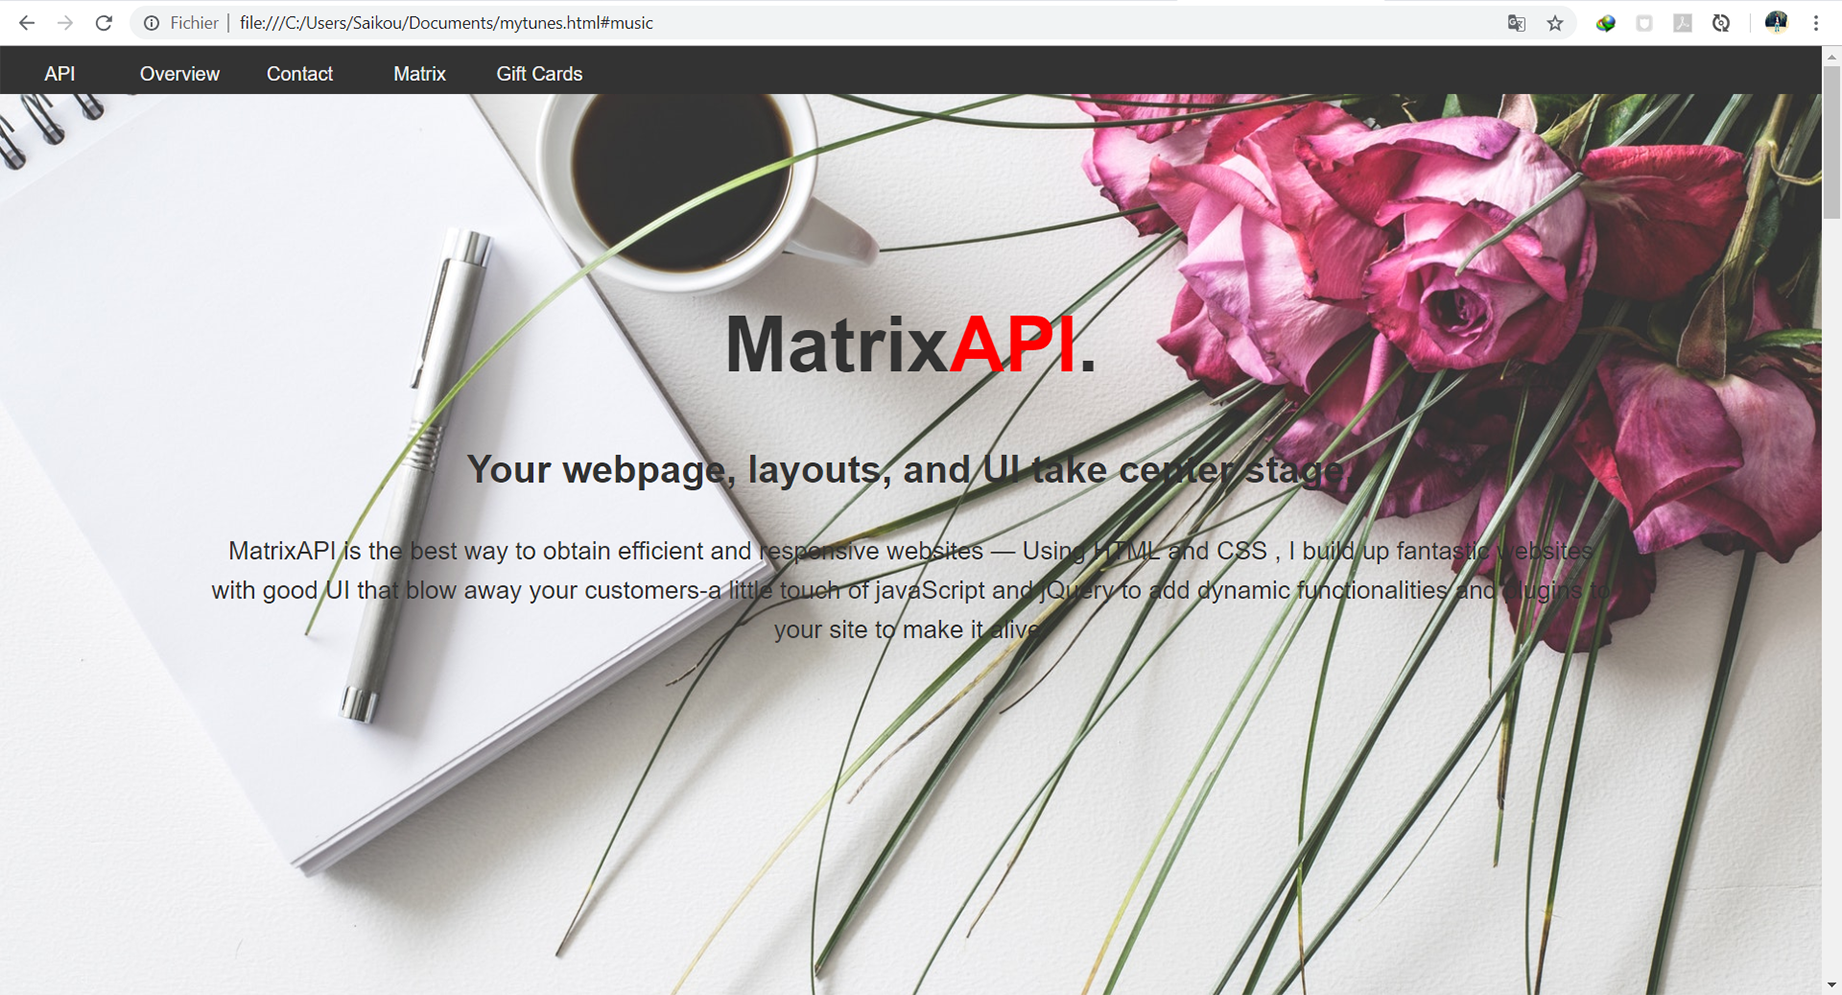 Fichier | file:///C:/Users/Saikou/Documents/mytunes.html#music
API Overview Contact Matrix Gift Cards
MatrixAPI.
Your webpage, layouts, and UI take center stage
MatrixAPI is the best way to obtain efficient and responsive websites — Using HTML and CSS , I build up fantastic websites
with good UI that blow away your customers-a little touch of javaScript and jQuery to add dynamic functionalities and plugins to
your site to make it alive.